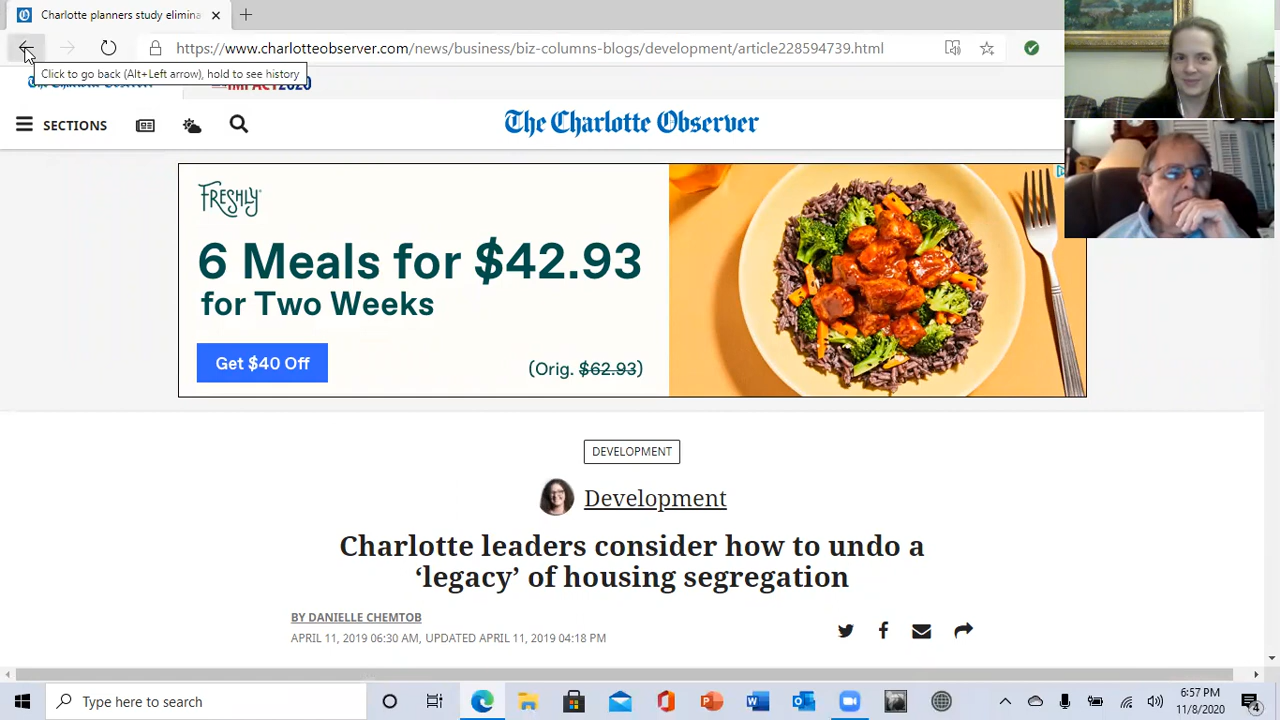 Charlotte planners study elimina
https://www.charlotteobserver.com/news/business/biz-columns-blogs/development/article228594739.html
Click to go back (Alt+Left arrow), hold to see history
IMPACT2020
SECTIONS
The Charlotte Observer
FRESHLY
6 Meals for $42.93
for Two Weeks
Get $40 Off
(Orig. $62.93)
DEVELOPMENT
Development
Charlotte leaders consider how to undo a
‘legacy’ of housing segregation
BY DANIELLE CHEMTOB
APRIL 11, 2019 06:30 AM, UPDATED APRIL 11, 2019 04:18 PM
Type here to search
6:57 PM
11/8/2020
4